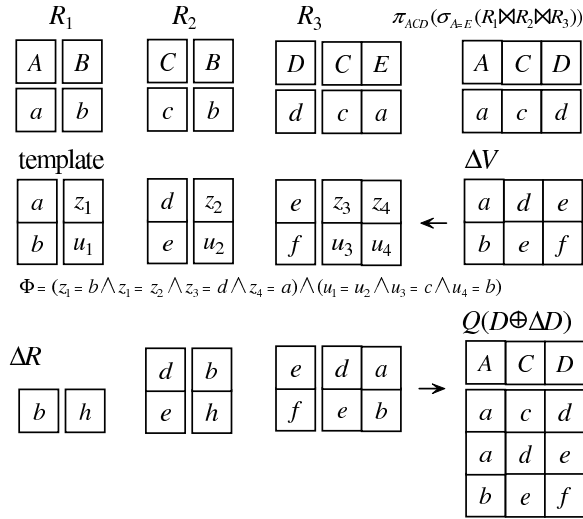 R1 R2 R3 πACD(σA=E(R1⋈R2⋈R3))
A B C B D C E A C D
a b c b d c a a c d
template ΔV
a z1 d z2 e z3 z4 a d e
b u1 e u2 f u3 u4 b e f
Φ = (z1 = b ∧ z1 = z2 ∧ z3 = d ∧ z4 = a) ∧ (u1 = u2 ∧ u3 = c ∧ u4 = b)
Q(D⊕ΔD)
ΔR
A C D
d b e d a
b h e h f e b
a c d
a d e
b e f